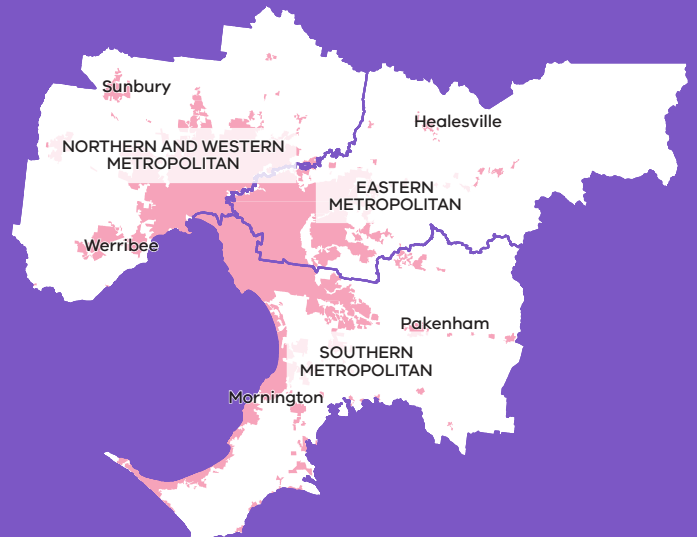 Sunbury
Healesville
NORTHERN AND WESTERN
METROPOLITAN
EASTERN
METROPOLITAN
Werribee
Pakenham
SOUTHERN
METROPOLITAN
Mornington